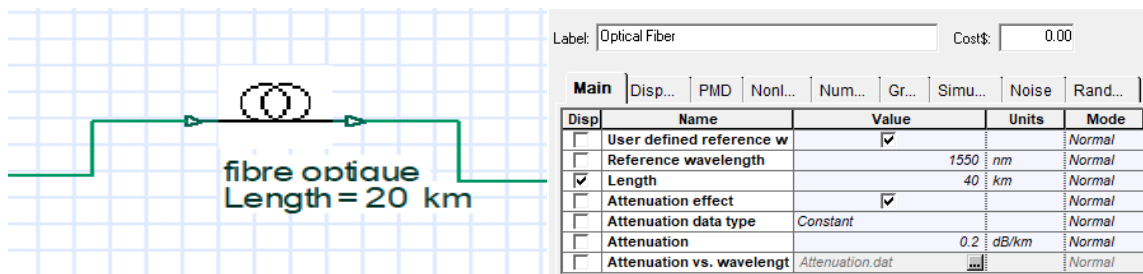 fibre optique
Length = 20 km
Label: Optical Fiber Cost$: 0.00
Main Disp... PMD Nonl... Num... Gr... Simu... Noise Rand...
Disp Name Value Units Mode
User defined reference w Normal
Reference wavelength 1550 nm Normal
Length 40 km Normal
Attenuation effect Normal
Attenuation data type Constant Normal
Attenuation 0.2 dB/km Normal
Attenuation vs. wavelengt Attenuation.dat ... Normal